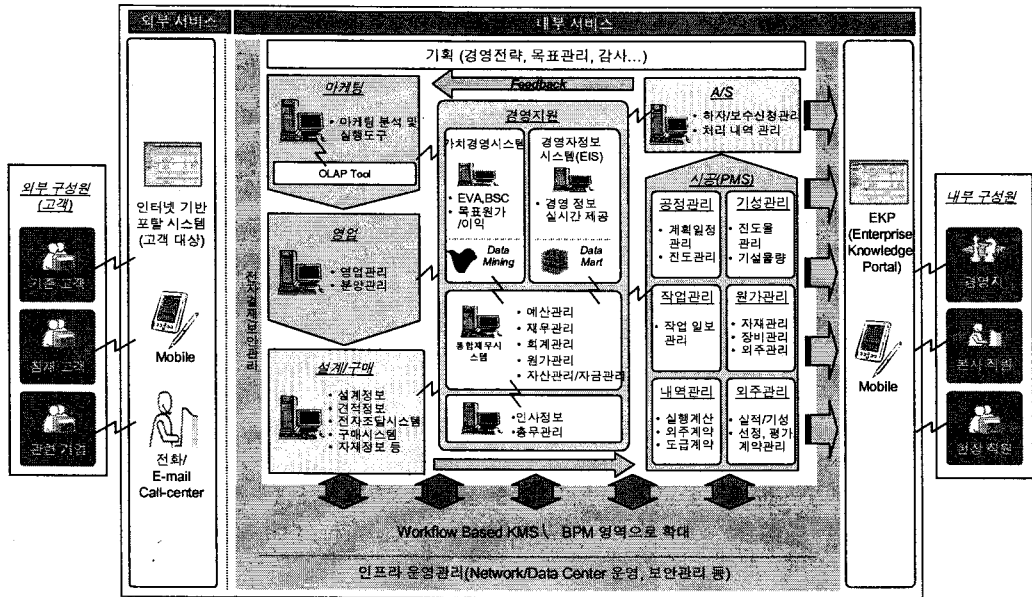 외부 서비스
내부 서비스
기획 (경영전략, 목표관리, 감사...)
외부 구성원
(고객)
기존 고객
잠재 고객
관련 기업
인터넷 기반
포탈 시스템
(고객 대상)
Mobile
전화/
E-mail
Call-center
마케팅
• 마케팅 분석 및
실행도구
OLAP Tool
영업
• 영업관리
• 분양관리
설계/구매
• 설계정보
• 견적정보
• 전자조달시스템
• 구매시스템
• 자재정보 등
Feedback
경영지원
가치경영시스템
• EVA,BSC
• 목표원가
/이익
Data
Mining
경영자정보
시스템(EIS)
• 경영 정보
실시간 제공
Data
Mart
통합재무시
스템
• 예산관리
• 재무관리
• 회계관리
• 원가관리
• 자산관리/자금관리
• 인사정보
• 총무관리
A/S
• 하자/보수신청관리
• 처리 내역 관리
시공(PMS)
공정관리
• 계획일정
관리
• 진도관리
기성관리
• 진도율
관리
• 기설물량
작업관리
• 작업 일보
관리
원가관리
• 자재관리
• 장비관리
• 외주관리
내역관리
• 실행계산
• 외주계약
• 도급계약
외주관리
• 실적/기성
• 선정, 평가
계약관리
EKP
(Enterprise
Knowledge
Portal)
Mobile
내부 구성원
경영자
본사 직원
현장 직원
Workflow Based KMS \ BPM 영역으로 확대
인프라 운영관리(Network/Data Center 운영, 보안관리 등)